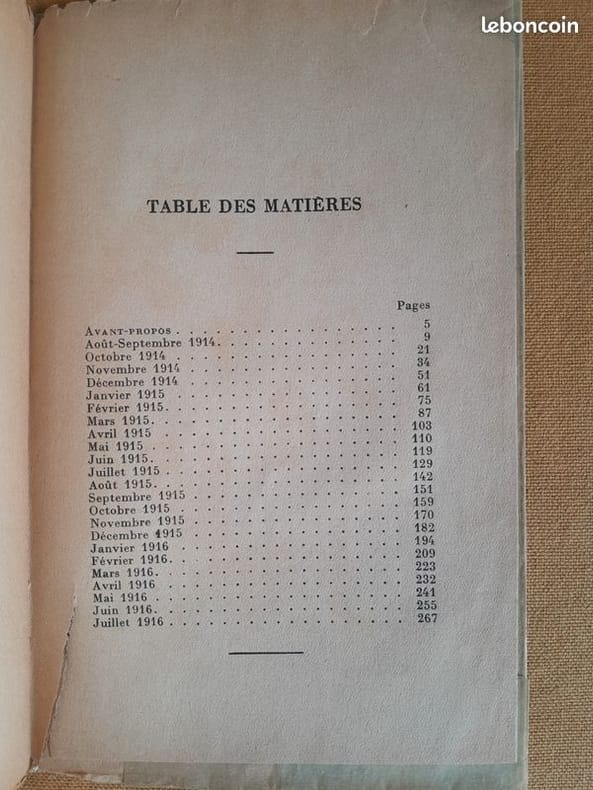 leboncoin
TABLE DES MATIÈRES
Pages
AVANT-PROPOS . . . . . . . . . . . . . . . . 5
Août-Septembre 1914. . . . . . . . . . . . . 9
Octobre 1914 . . . . . . . . . . . . . . . . 21
Novembre 1914 . . . . . . . . . . . . . . . 34
Décembre 1914 . . . . . . . . . . . . . . . 51
Janvier 1915 . . . . . . . . . . . . . . . . 61
Février 1915. . . . . . . . . . . . . . . . . 75
Mars 1915. . . . . . . . . . . . . . . . . . 87
Avril 1915 . . . . . . . . . . . . . . . . . 103
Mai 1915 . . . . . . . . . . . . . . . . . . 110
Juin 1915. . . . . . . . . . . . . . . . . . 119
Juillet 1915 . . . . . . . . . . . . . . . . 129
Août 1915. . . . . . . . . . . . . . . . . . 142
Septembre 1915 . . . . . . . . . . . . . . . 151
Octobre 1915 . . . . . . . . . . . . . . . . 159
Novembre 1915 . . . . . . . . . . . . . . . 170
Décembre 1915 . . . . . . . . . . . . . . . 182
Janvier 1916 . . . . . . . . . . . . . . . . 194
Février 1916. . . . . . . . . . . . . . . . . 209
Mars 1916. . . . . . . . . . . . . . . . . . 223
Avril 1916 . . . . . . . . . . . . . . . . . 232
Mai 1916 . . . . . . . . . . . . . . . . . . 241
Juin 1916. . . . . . . . . . . . . . . . . . 255
Juillet 1916 . . . . . . . . . . . . . . . . 267